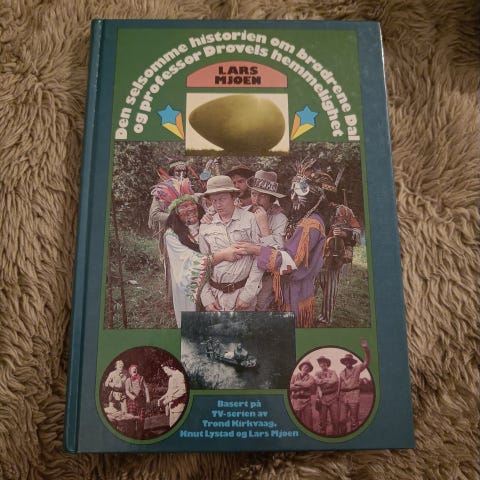 Den selsomme historien om brødrene Dal
og professor Drøvels hemmelighet
LARS
MJØEN
Basert på
TV-serien av
Trond Kirkvaag,
Knut Lystad og Lars Mjøen